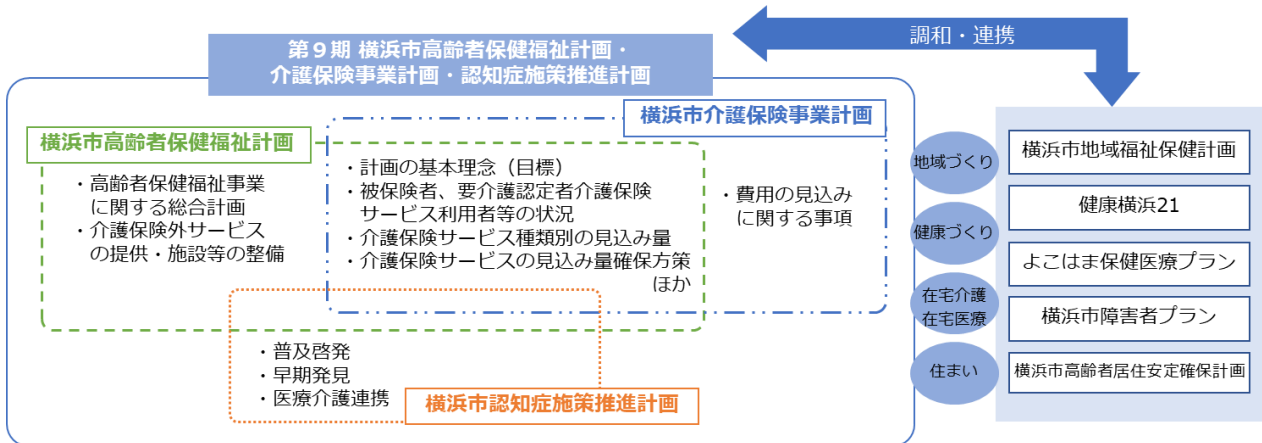 調和・連携
第９期 横浜市高齢者保健福祉計画・
介護保険事業計画・認知症施策推進計画
横浜市介護保険事業計画
横浜市高齢者保健福祉計画
・高齢者保健福祉事業
に関する総合計画
・介護保険外サービス
の提供・施設等の整備
・計画の基本理念（目標）
・被保険者、要介護認定者介護保険
サービス利用者等の状況
・介護保険サービス種類別の見込み量
・介護保険サービスの見込み量確保方策
ほか
・費用の見込み
に関する事項
・普及啓発
・早期発見
・医療介護連携
横浜市認知症施策推進計画
地域づくり
健康づくり
在宅介護
在宅医療
住まい
横浜市地域福祉保健計画
健康横浜21
よこはま保健医療プラン
横浜市障害者プラン
横浜市高齢者居住安定確保計画